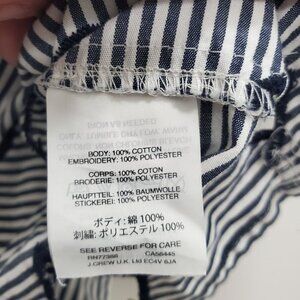 BODY: 100% COTTON
EMBROIDERY: 100% POLYESTER
CORPS: 100% COTON
BRODERIE: 100% POLYESTER
HAUPTTEIL: 100% BAUMWOLLE
STICKEREI: 100% POLYESTER
ボディ: 綿 100%
刺繍: ポリエステル 100%
SEE REVERSE FOR CARE
RN77388 CA56445
J.CREW U.K. Ltd EC4V 6JA